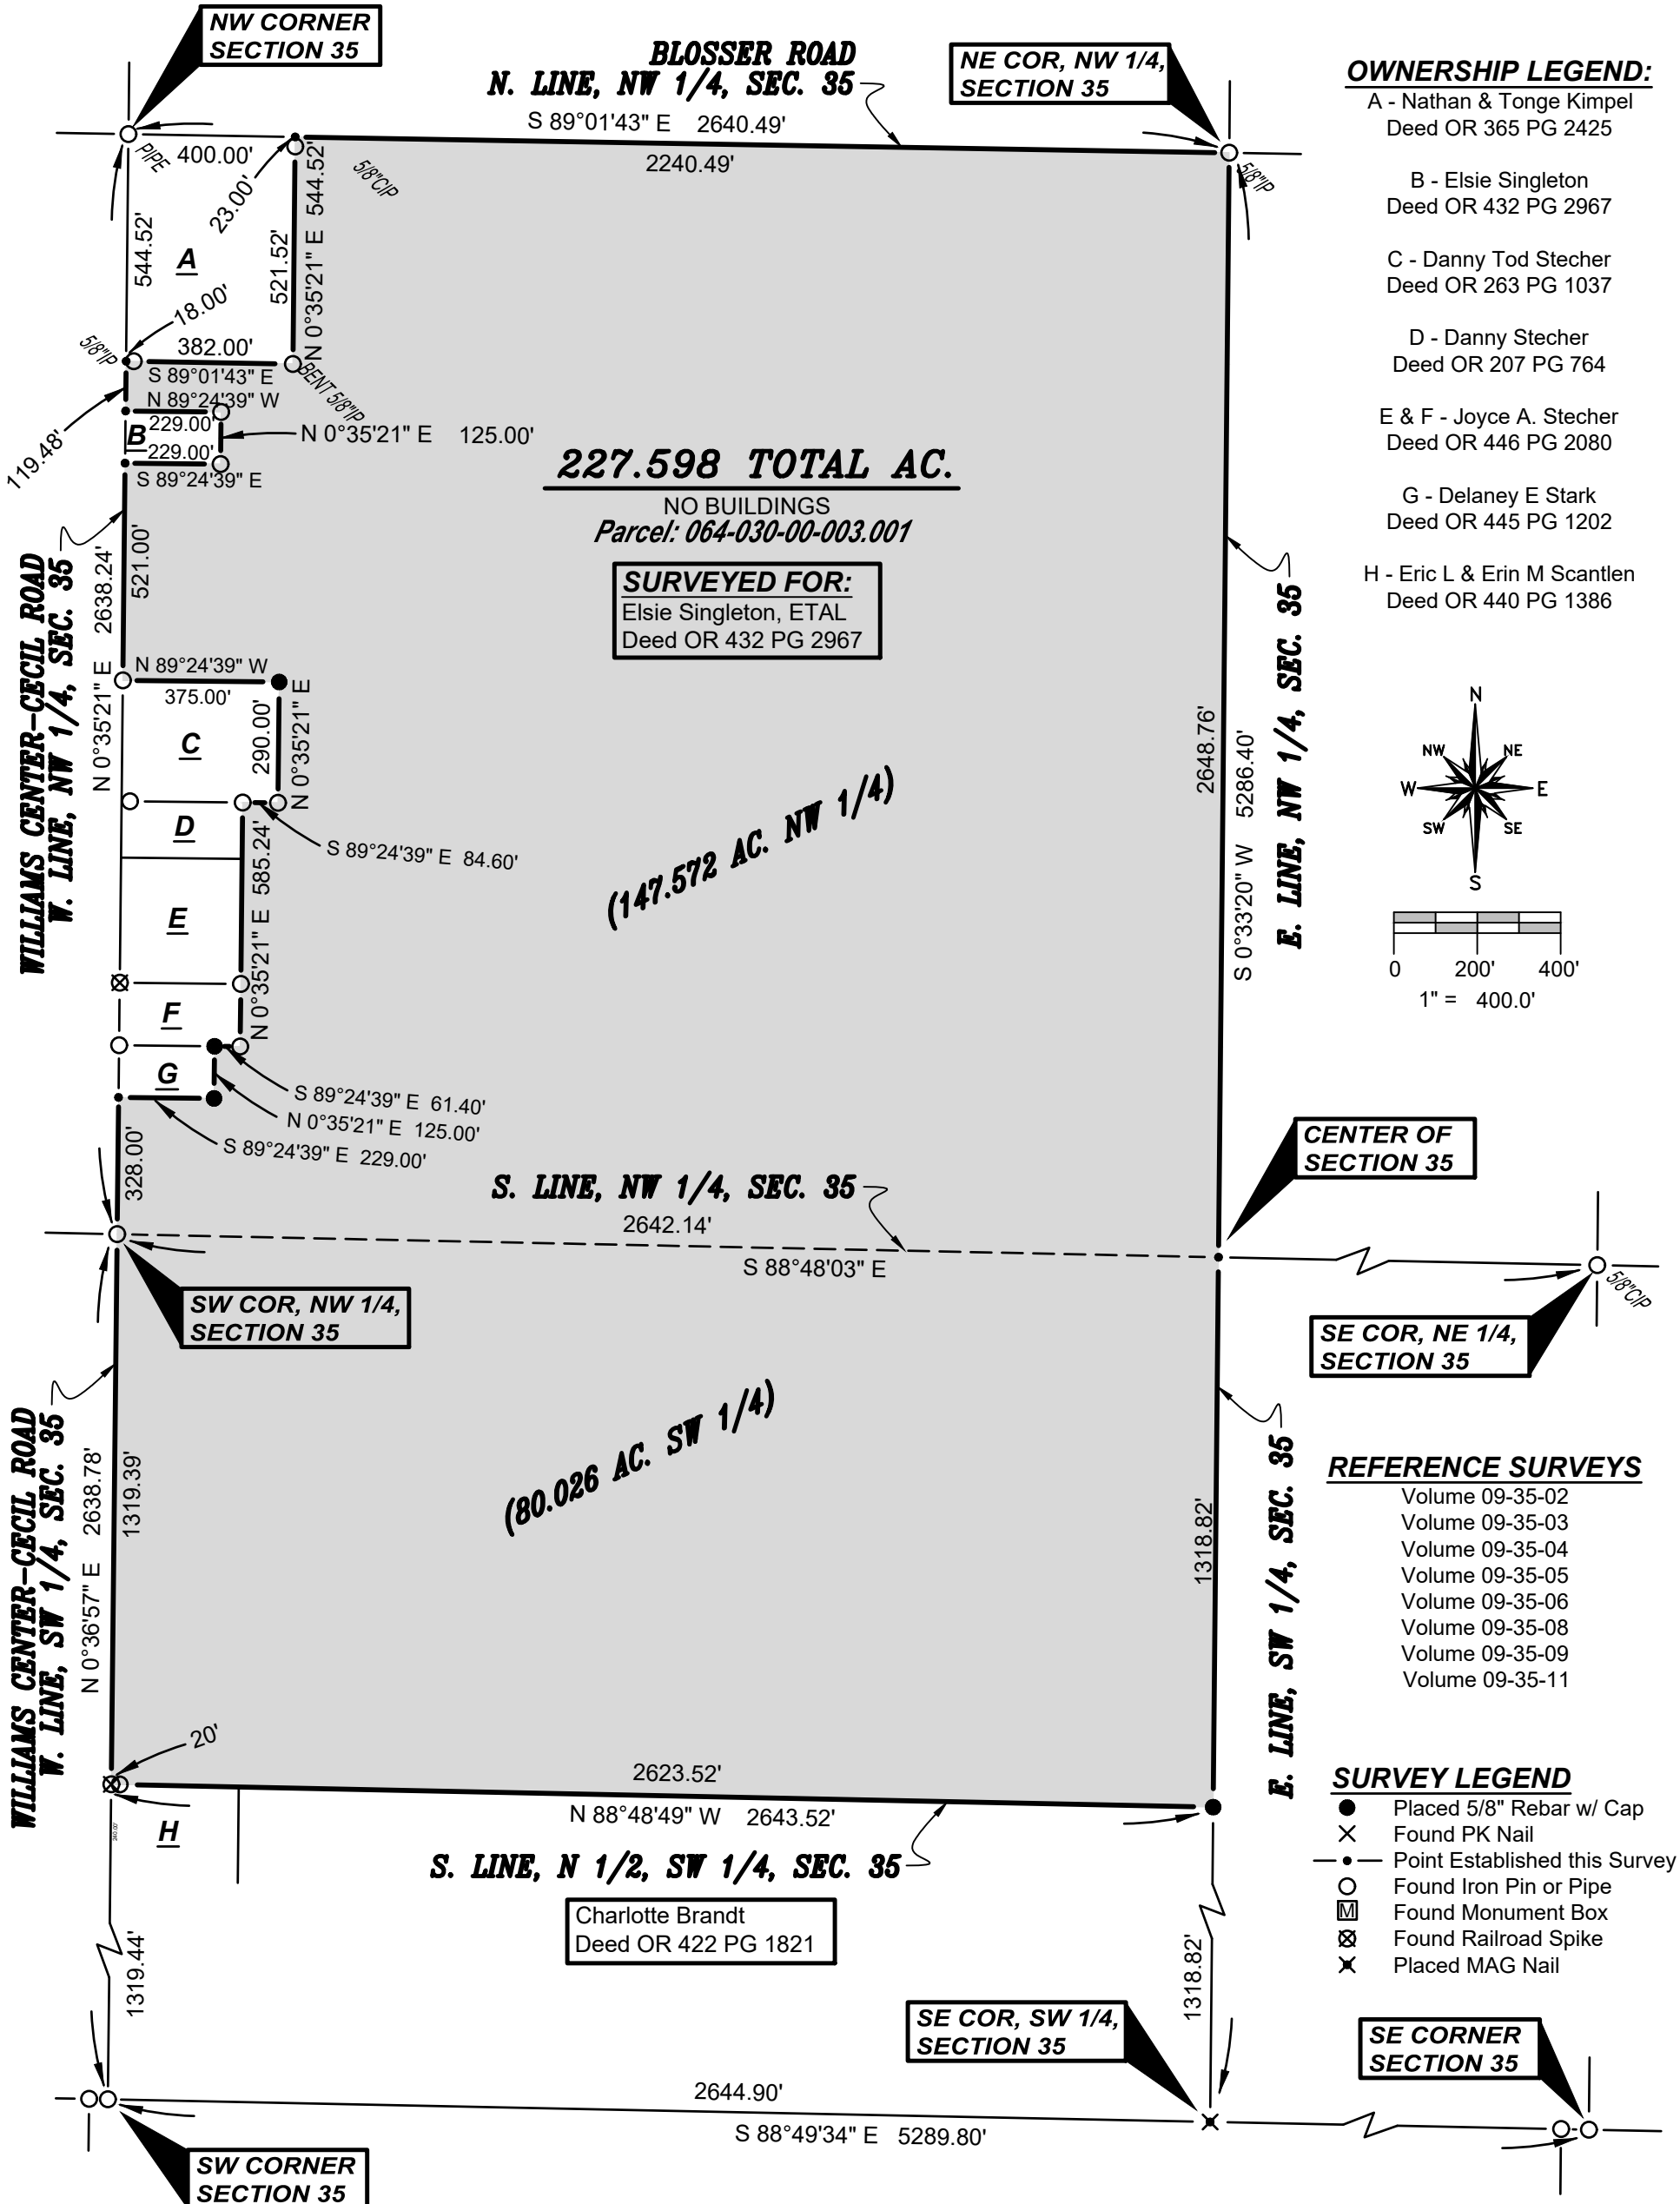 NW CORNER
SECTION 35
BLOSSER ROAD
N. LINE, NW 1/4, SEC. 35
S 89°01'43" E 2640.49'
2240.49'
NE COR, NW 1/4,
SECTION 35
5/8"IP
PIPE
400.00'
23.00'
5/8"CIP
544.52'
A
521.52'
N 0°35'21" E 544.52'
18.00'
5/8"IP
382.00'
S 89°01'43" E
BENT 5/8"IP
N 89°24'39" W
229.00'
B
229.00'
S 89°24'39" E
N 0°35'21" E 125.00'
119.48'
WILLIAMS CENTER-CECIL ROAD
W. LINE, NW 1/4, SEC. 35
N 0°35'21" E 2638.24'
521.00'
227.598 TOTAL AC.
NO BUILDINGS
Parcel: 064-030-00-003.001
SURVEYED FOR:
Elsie Singleton, ETAL
Deed OR 432 PG 2967
N 89°24'39" W
375.00'
C
290.00'
N 0°35'21" E
D
S 89°24'39" E 84.60'
E
N 0°35'21" E 585.24'
F
G
S 89°24'39" E 61.40'
N 0°35'21" E 125.00'
S 89°24'39" E 229.00'
328.00'
(147.572 AC. NW 1/4)
2648.76'
S 0°33'20" W 5286.40'
E. LINE, NW 1/4, SEC. 35
S. LINE, NW 1/4, SEC. 35
2642.14'
S 88°48'03" E
CENTER OF
SECTION 35
5/8"CIP
SE COR, NE 1/4,
SECTION 35
SW COR, NW 1/4,
SECTION 35
WILLIAMS CENTER-CECIL ROAD
W. LINE, SW 1/4, SEC. 35
N 0°36'57" E 2638.78'
1319.39'
(80.026 AC. SW 1/4)
1318.82'
E. LINE, SW 1/4, SEC. 35
20'
2623.52'
N 88°48'49" W 2643.52'
H
240.00'
S. LINE, N 1/2, SW 1/4, SEC. 35
Charlotte Brandt
Deed OR 422 PG 1821
1319.44'
1318.82'
SE COR, SW 1/4,
SECTION 35
SE CORNER
SECTION 35
2644.90'
S 88°49'34" E 5289.80'
SW CORNER
SECTION 35
OWNERSHIP LEGEND:
A - Nathan & Tonge Kimpel
Deed OR 365 PG 2425
B - Elsie Singleton
Deed OR 432 PG 2967
C - Danny Tod Stecher
Deed OR 263 PG 1037
D - Danny Stecher
Deed OR 207 PG 764
E & F - Joyce A. Stecher
Deed OR 446 PG 2080
G - Delaney E Stark
Deed OR 445 PG 1202
H - Eric L & Erin M Scantlen
Deed OR 440 PG 1386
N
NW NE
W E
SW SE
S
0 200' 400'
1" = 400.0'
REFERENCE SURVEYS
Volume 09-35-02
Volume 09-35-03
Volume 09-35-04
Volume 09-35-05
Volume 09-35-06
Volume 09-35-08
Volume 09-35-09
Volume 09-35-11
SURVEY LEGEND
Placed 5/8" Rebar w/ Cap
Found PK Nail
Point Established this Survey
Found Iron Pin or Pipe
M Found Monument Box
Found Railroad Spike
Placed MAG Nail